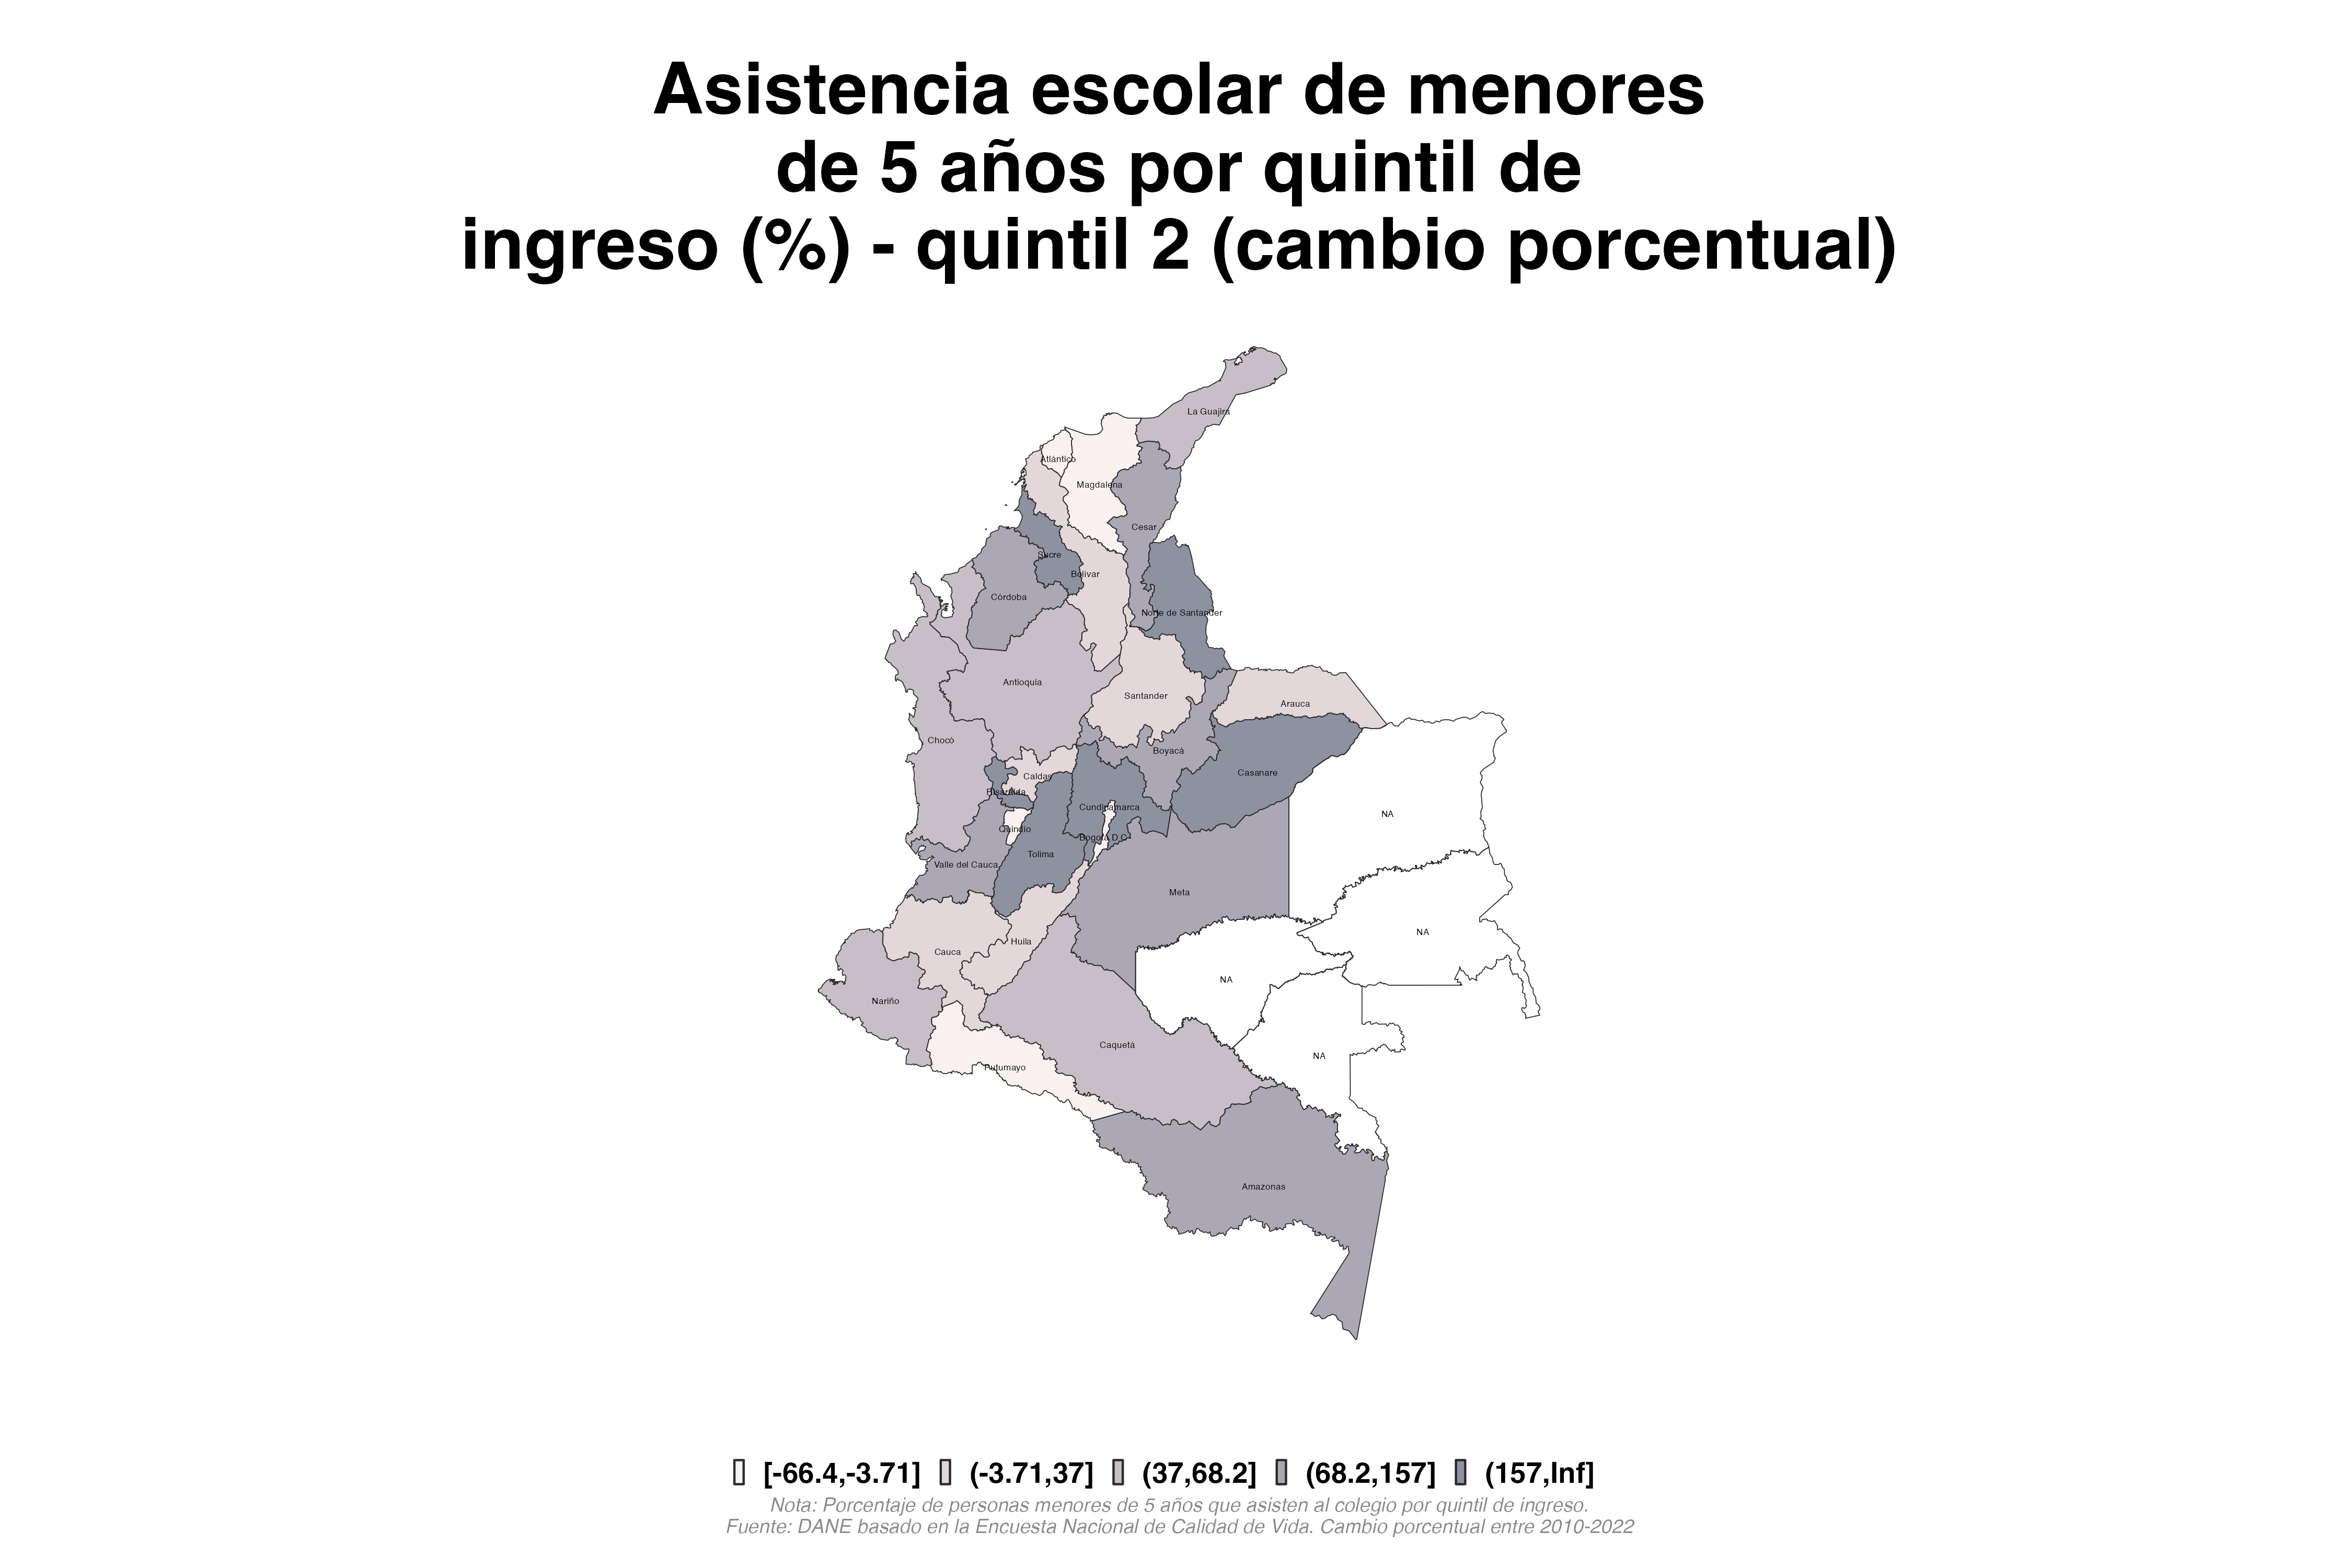 Asistencia escolar de menores
de 5 años por quintil de
ingreso (%) - quintil 2 (cambio porcentual)
La Guajira
Atlántico
Magdalena
Cesar
Sucre
Bolívar
Córdoba
Norte de Santander
Antioquia
Santander
Arauca
Chocó
Boyacá
Casanare
Caldas
Risaralda
Cundinamarca
NA
Quindío
Bogotá D.C.
Tolima
Valle del Cauca
Meta
NA
Huila
Cauca
NA
Nariño
Caquetá
NA
Putumayo
Amazonas
[-66.4,-3.71] (-3.71,37] (37,68.2] (68.2,157] (157,Inf]
Nota: Porcentaje de personas menores de 5 años que asisten al colegio por quintil de ingreso.
Fuente: DANE basado en la Encuesta Nacional de Calidad de Vida. Cambio porcentual entre 2010-2022